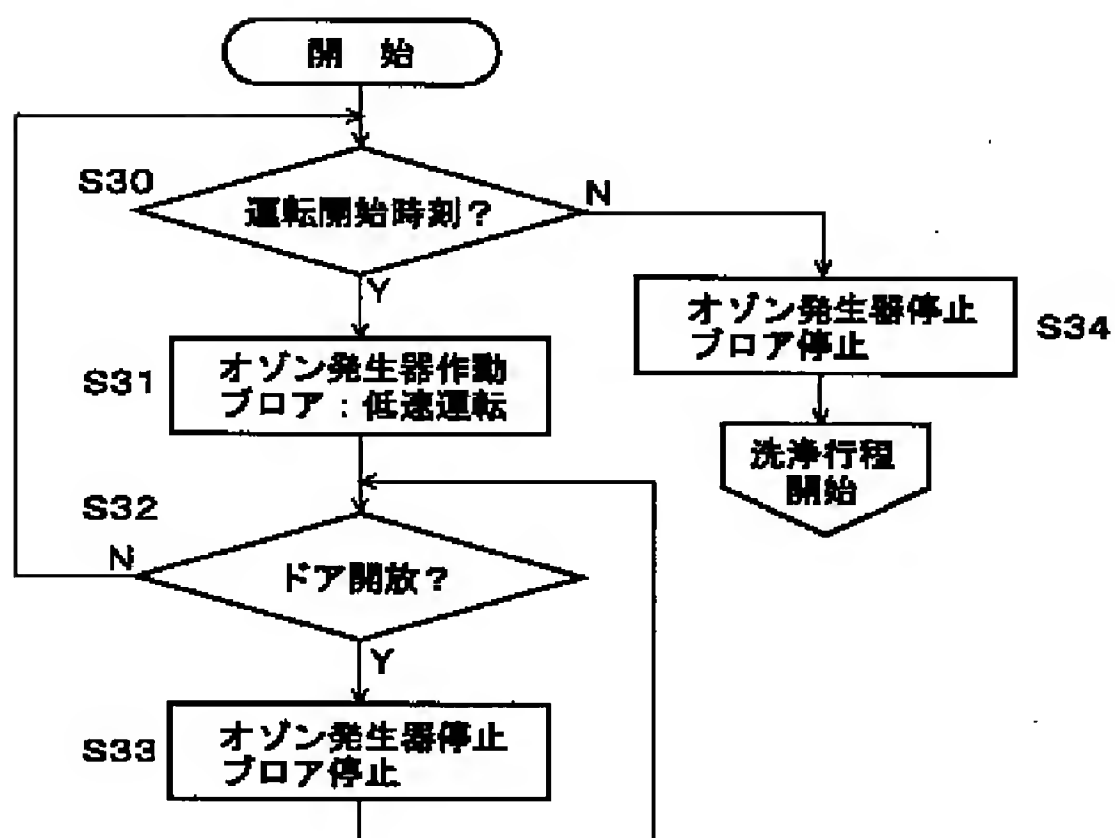 開 始
S30
運転開始時刻?
N
Y
オゾン発生器停止
ブロア停止
S34
S31
オゾン発生器作動
ブロア:低速運転
洗浄行程
開始
S32
N
ドア開放?
Y
S33
オゾン発生器停止
ブロア停止